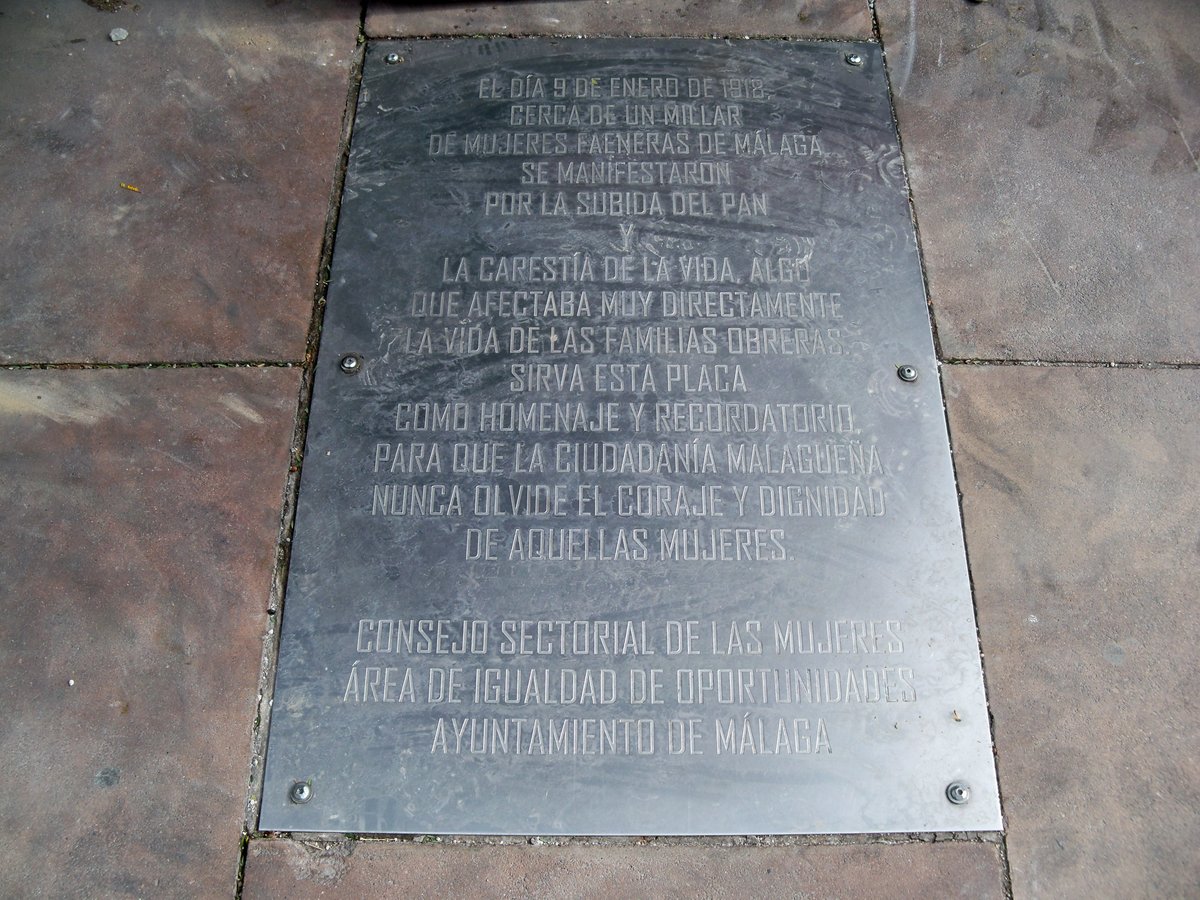 EL DÍA 9 DE ENERO DE 1918,
CERCA DE UN MILLAR
DE MUJERES FAENERAS DE MÁLAGA
SE MANIFESTARON
POR LA SUBIDA DEL PAN
Y
LA CARESTÍA DE LA VIDA, ALGO
QUE AFECTABA MUY DIRECTAMENTE
LA VIDA DE LAS FAMILIAS OBRERAS.
SIRVA ESTA PLACA
COMO HOMENAJE Y RECORDATORIO,
PARA QUE LA CIUDADANÍA MALAGUEÑA
NUNCA OLVIDE EL CORAJE Y DIGNIDAD
DE AQUELLAS MUJERES.
CONSEJO SECTORIAL DE LAS MUJERES
ÁREA DE IGUALDAD DE OPORTUNIDADES
AYUNTAMIENTO DE MÁLAGA